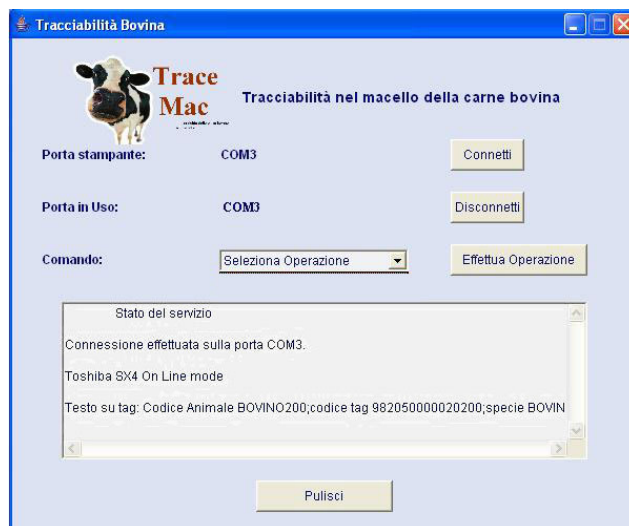 Tracciabilità Bovina
Trace
Mac
Tracciabilità nel macello della carne bovina
Porta stampante: COM3 Connetti
Porta in Uso: COM3 Disconnetti
Comando: Seleziona Operazione Effettua Operazione
Stato del servizio
Connessione effettuata sulla porta COM3.
Toshiba SX4 On Line mode
Testo su tag: Codice Animale BOVINO200;codice tag 982050000020200;specie BOVIN
Pulisci